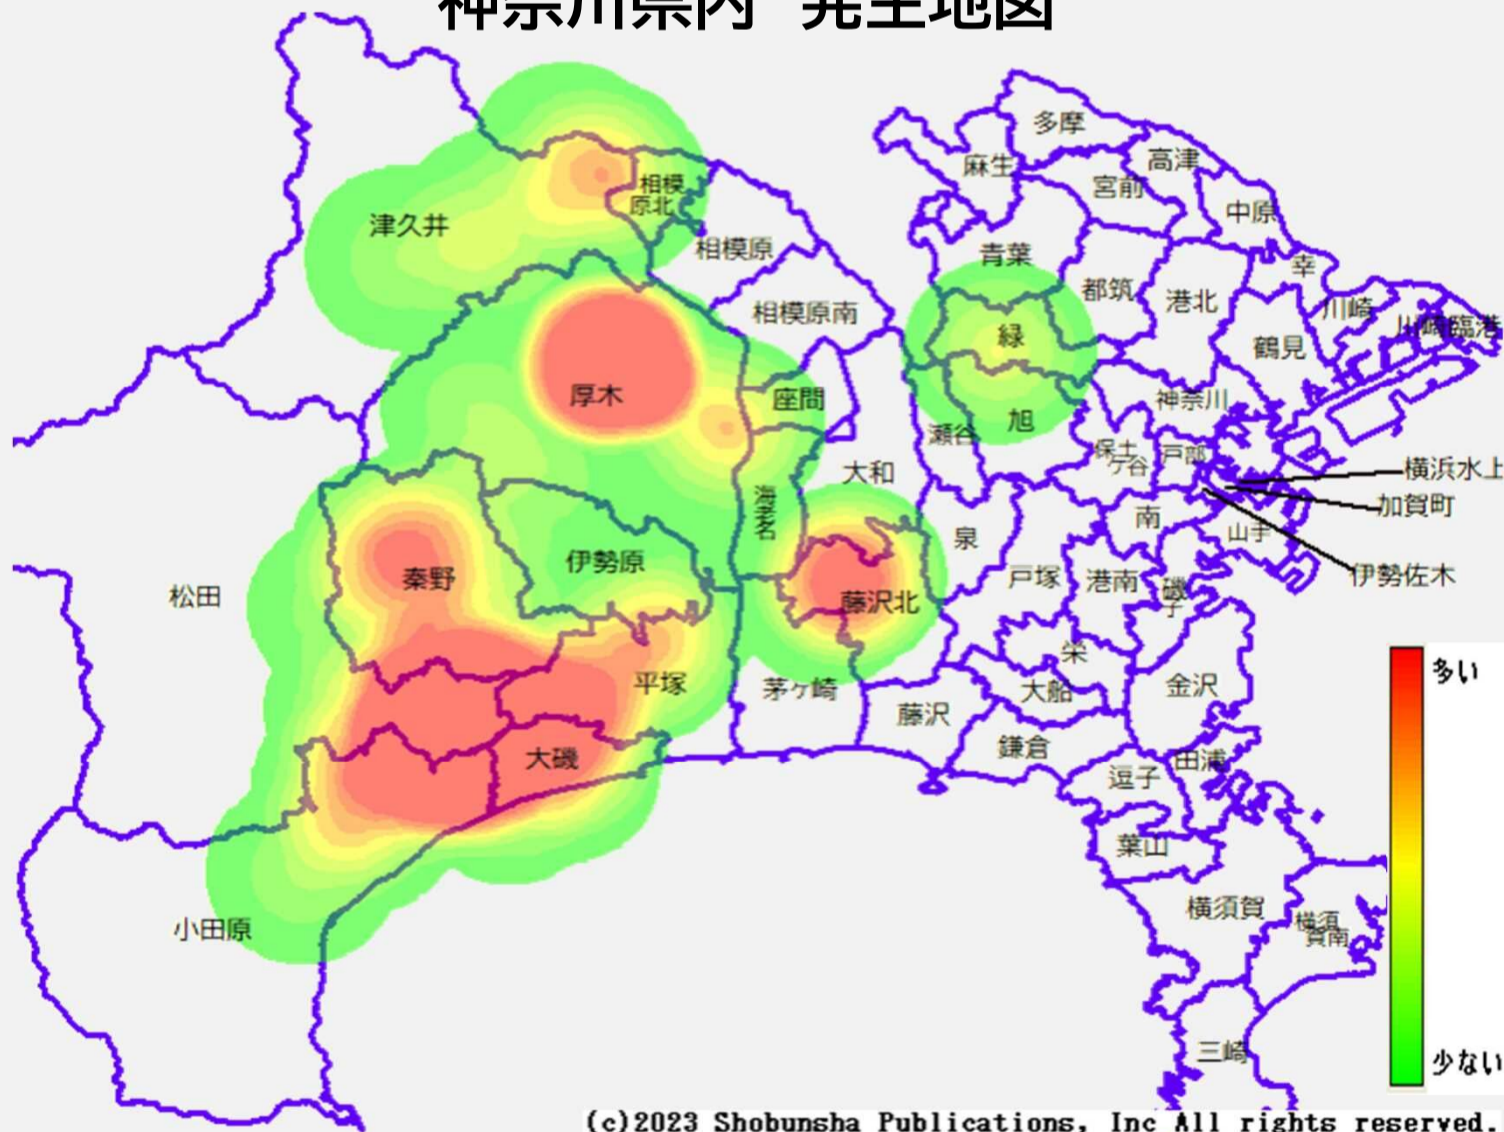 神奈川県内 発生地図
多摩
麻生
高津
宮前
相模
原北
中原
津久井
相模原
青葉
幸
都筑
港北
相模原南
川崎
川崎臨港
緑
鶴見
厚木
座間
神奈川
旭
瀬谷
保土
ケ谷
戸部
大和
横浜水上
海老名
加賀町
南
山手
泉
伊勢原
伊勢佐木
秦野
戸塚
港南
磯子
松田
藤沢北
栄
多い
平塚
茅ヶ崎
大船
金沢
藤沢
鎌倉
大磯
田浦
逗子
葉山
横須賀
横須
賀南
小田原
三崎
少ない
(c)2023 Shobunsha Publications, Inc All rights reserved.